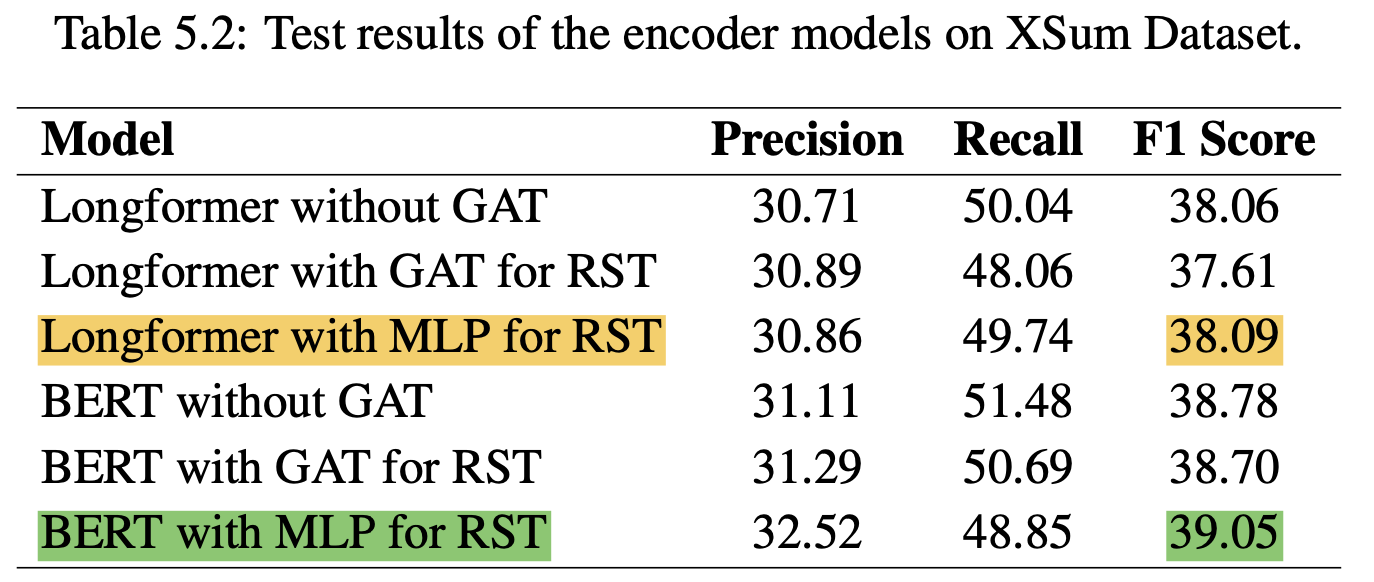 Table 5.2: Test results of the encoder models on XSum Dataset.
Model Precision Recall F1 Score
Longformer without GAT 30.71 50.04 38.06
Longformer with GAT for RST 30.89 48.06 37.61
Longformer with MLP for RST 30.86 49.74 38.09
BERT without GAT 31.11 51.48 38.78
BERT with GAT for RST 31.29 50.69 38.70
BERT with MLP for RST 32.52 48.85 39.05